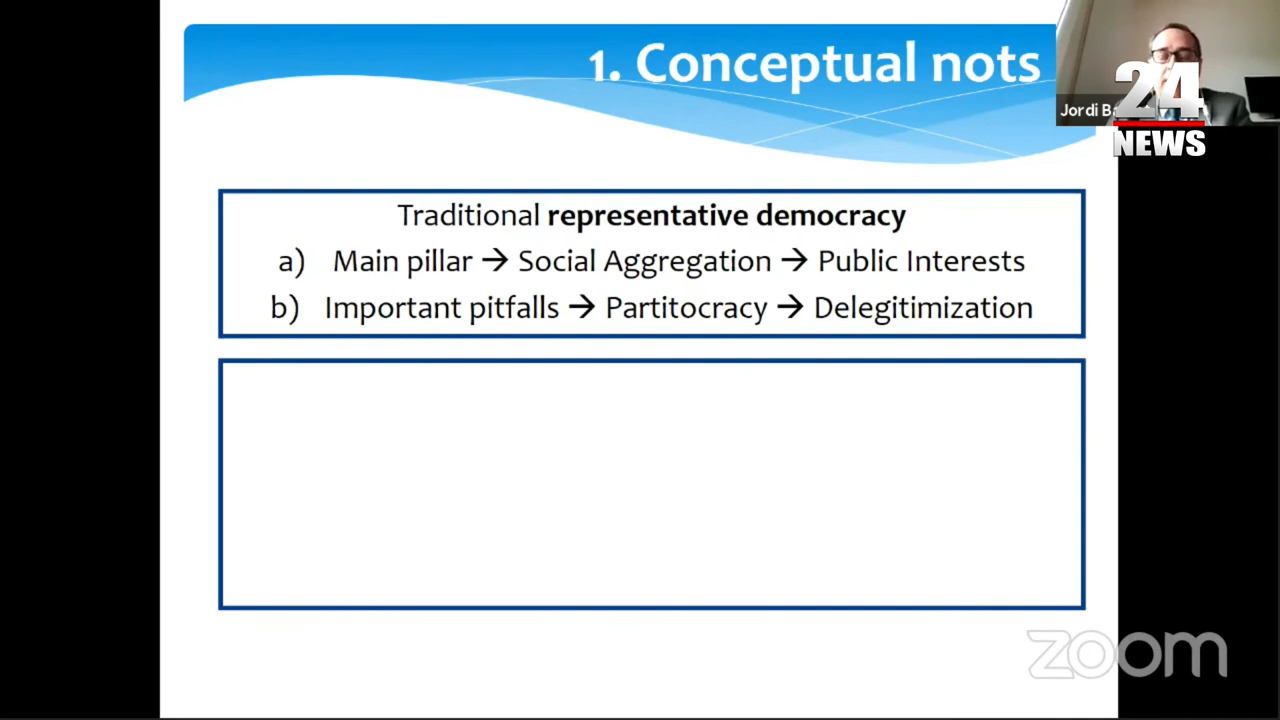 1. Conceptual nots
Jordi
24
NEWS
Traditional representative democracy
a) Main pillar → Social Aggregation → Public Interests
b) Important pitfalls → Partitocracy → Delegitimization
zoom